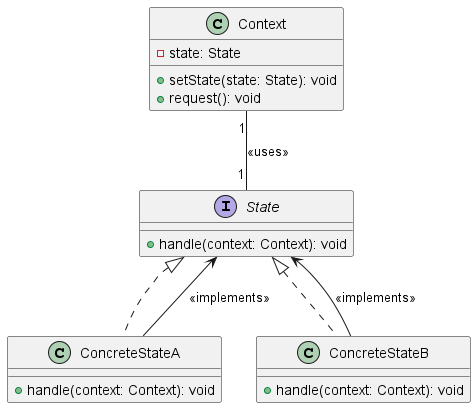 C Context
state: State
setState(state: State): void
request(): void
1
«uses»
1
I State
handle(context: Context): void
«implements»
«implements»
C ConcreteStateA
handle(context: Context): void
C ConcreteStateB
handle(context: Context): void